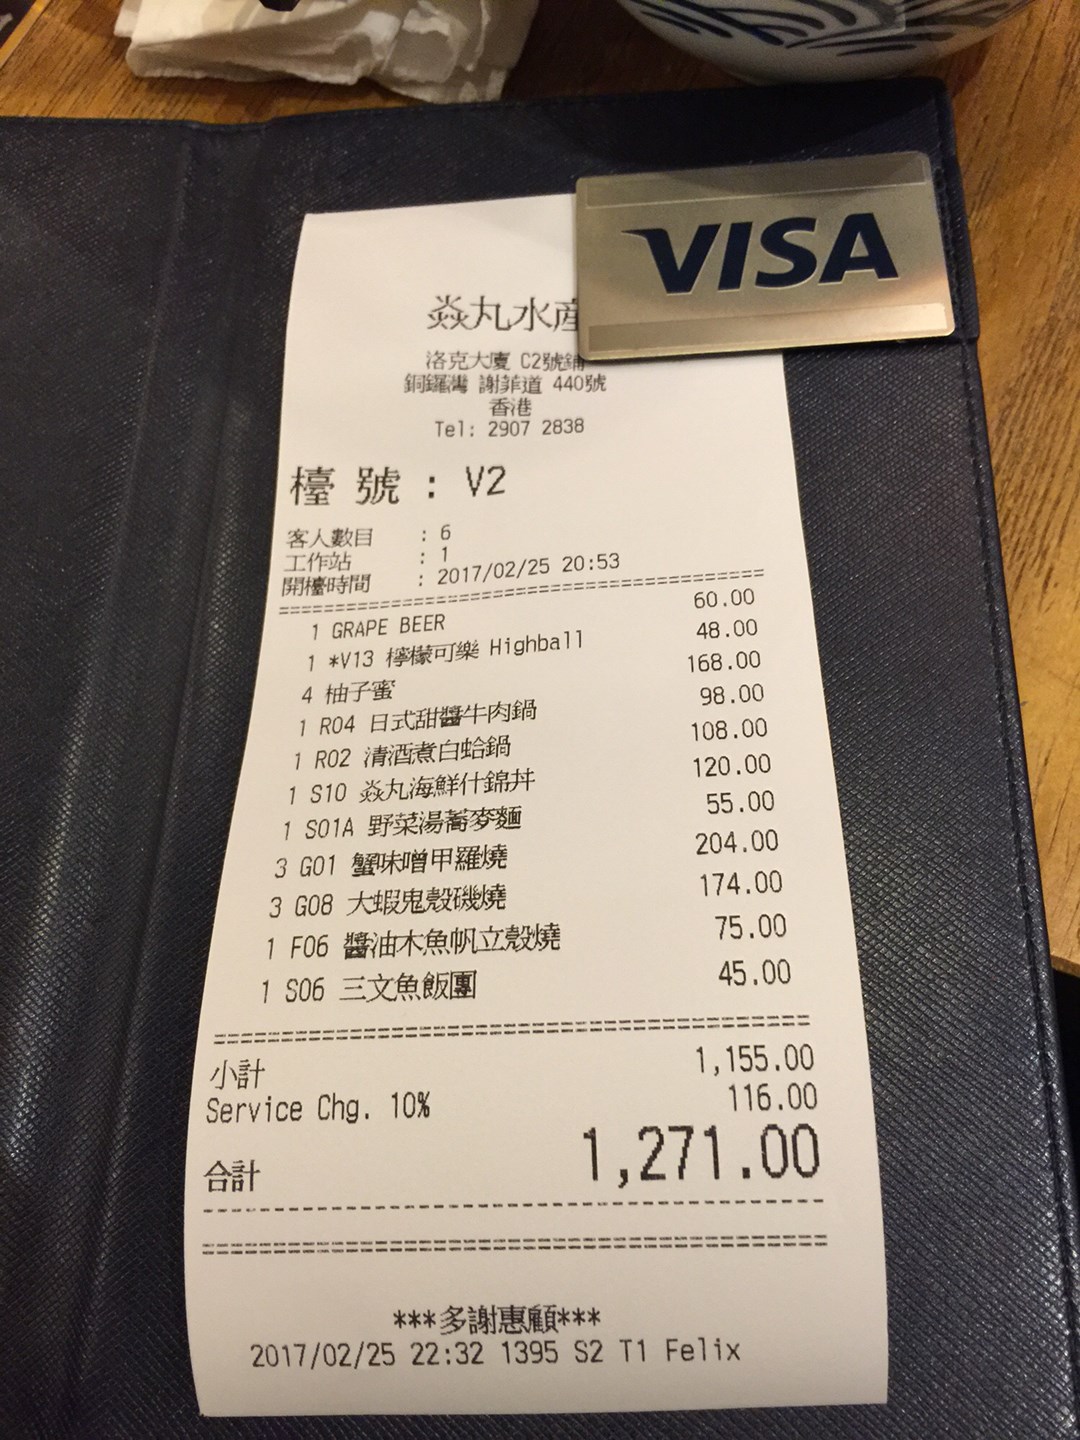 VISA
焱丸水產
洛克大廈 C2號鋪
銅鑼灣 謝菲道 440號
香港
Tel: 2907 2838
檯 號 : V2
客人數目 : 6
工作站 : 1
開檯時間 : 2017/02/25 20:53
1 GRAPE BEER 60.00
1 *V13 檸檬可樂 Highball 48.00
4 柚子蜜 168.00
1 R04 日式甜醬牛肉鍋 98.00
1 R02 清酒煮白蛤鍋 108.00
1 S10 焱丸海鮮什錦丼 120.00
1 S01A 野菜湯蕎麥麵 55.00
3 G01 蟹味噌甲羅燒 204.00
3 G08 大蝦鬼殼磯燒 174.00
1 F06 醬油木魚帆立殼燒 75.00
1 S06 三文魚飯團 45.00
小計 1,155.00
Service Chg. 10% 116.00
合計 1,271.00
***多謝惠顧***
2017/02/25 22:32 1395 S2 T1 Felix